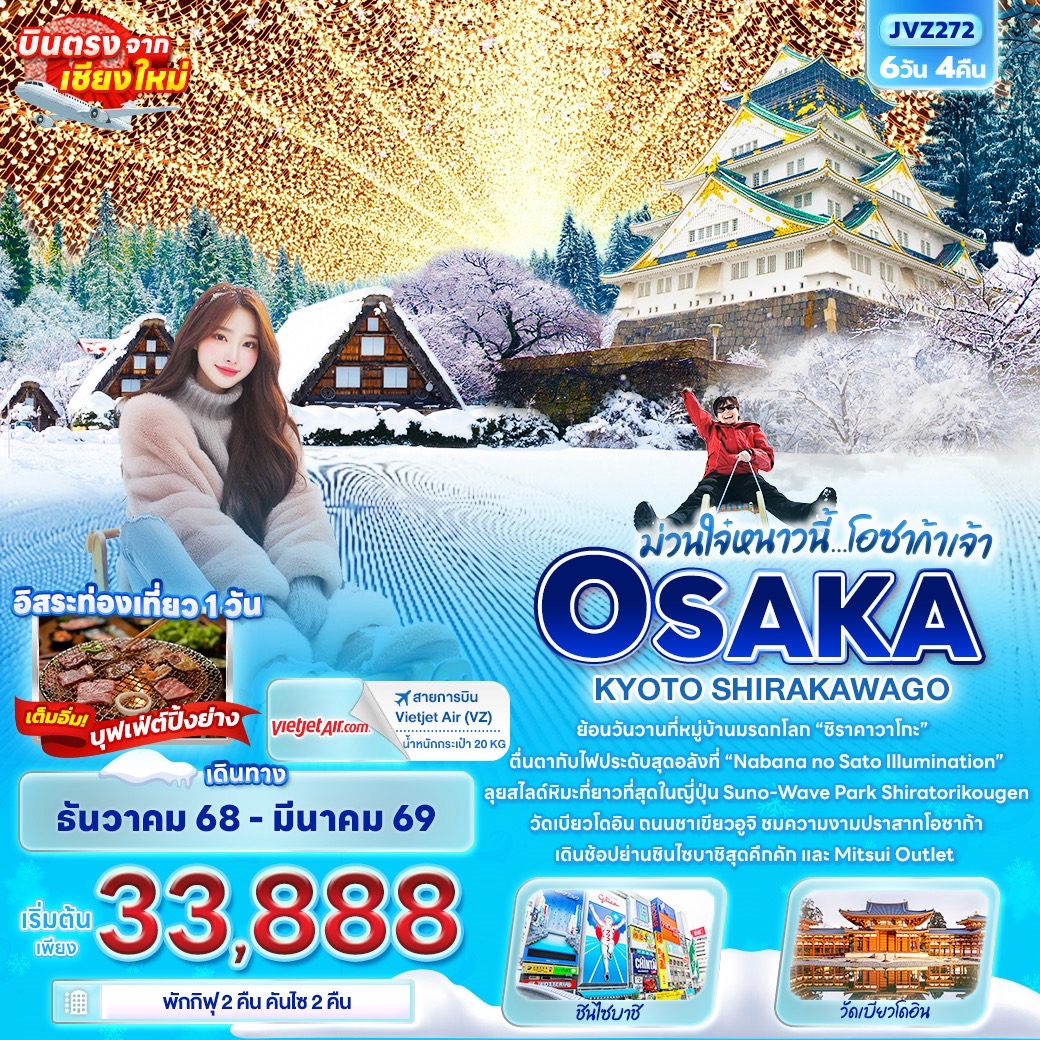 บินตรงจาก
เชียงใหม่
JVZ272
6วัน 4คืน
ม่วนใจ๋หนาวนี้...โอซาก้าเจ้า
OSAKA
KYOTO SHIRAKAWAGO
อิสระท่องเที่ยว 1 วัน
เต็มอิ่ม! บุฟเฟ่ต์ปิ้งย่าง
vietjetAir.com
สายการบิน
Vietjet Air (VZ)
น้ำหนักกระเป๋า 20 KG
ย้อนวันวานที่หมู่บ้านมรดกโลก “ชิราคาวาโกะ”
ตื่นตากับไฟประดับสุดอลังที่ “Nabana no Sato Illumination”
ลุยสไลด์หิมะที่ยาวที่สุดในญี่ปุ่น Suno-Wave Park Shiratorikougen
วัดเบียวโดอิน ถนนชาเขียวอูจิ ชมความงามปราสาทโอซาก้า
เดินช้อปย่านชินไซบาชิสุดคึกคัก และ Mitsui Outlet
เดินทาง
ธันวาคม 68 - มีนาคม 69
เริ่มต้น
เพียง
33,888
พักกิฟุ 2 คืน คันไซ 2 คืน
glico
ชินไซบาชิ
วัดเบียวโดอิน